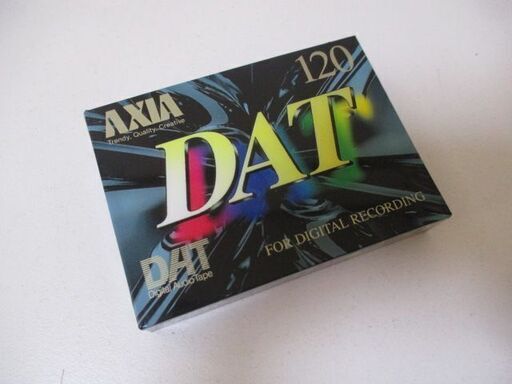 AXIA
Trendy, Quality, Creative
120
DAT
FOR DIGITAL RECORDING
DAT
Digital Audio Tape